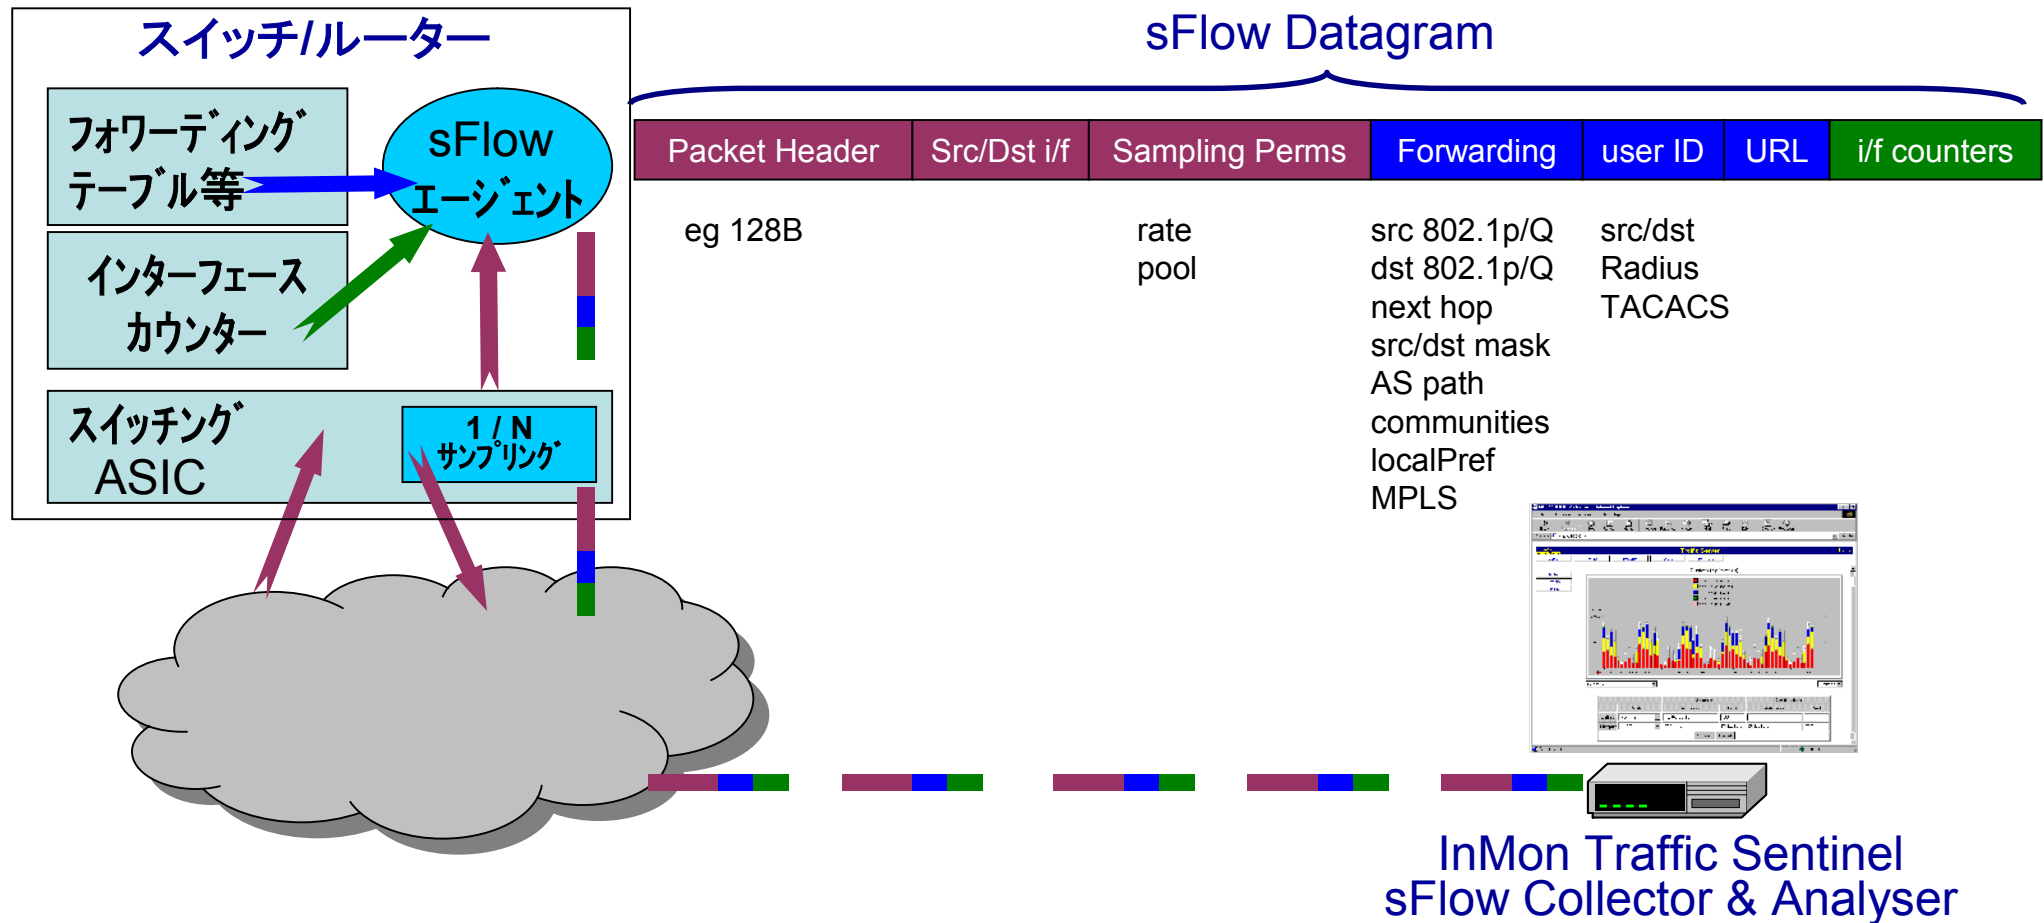 スイッチ/ルーター
フォワーディング
テーブル等
sFlow
エージェント
インターフェース
カウンター
スイッチング
ASIC
1 / N
サンプリング
sFlow Datagram
Packet Header
Src/Dst i/f
Sampling Perms
Forwarding
user ID
URL
i/f counters
eg 128B
rate
pool
src 802.1p/Q
dst 802.1p/Q
next hop
src/dst mask
AS path
communities
localPref
MPLS
src/dst
Radius
TACACS
Traffic Server
InMon Traffic Sentinel
sFlow Collector & Analyser